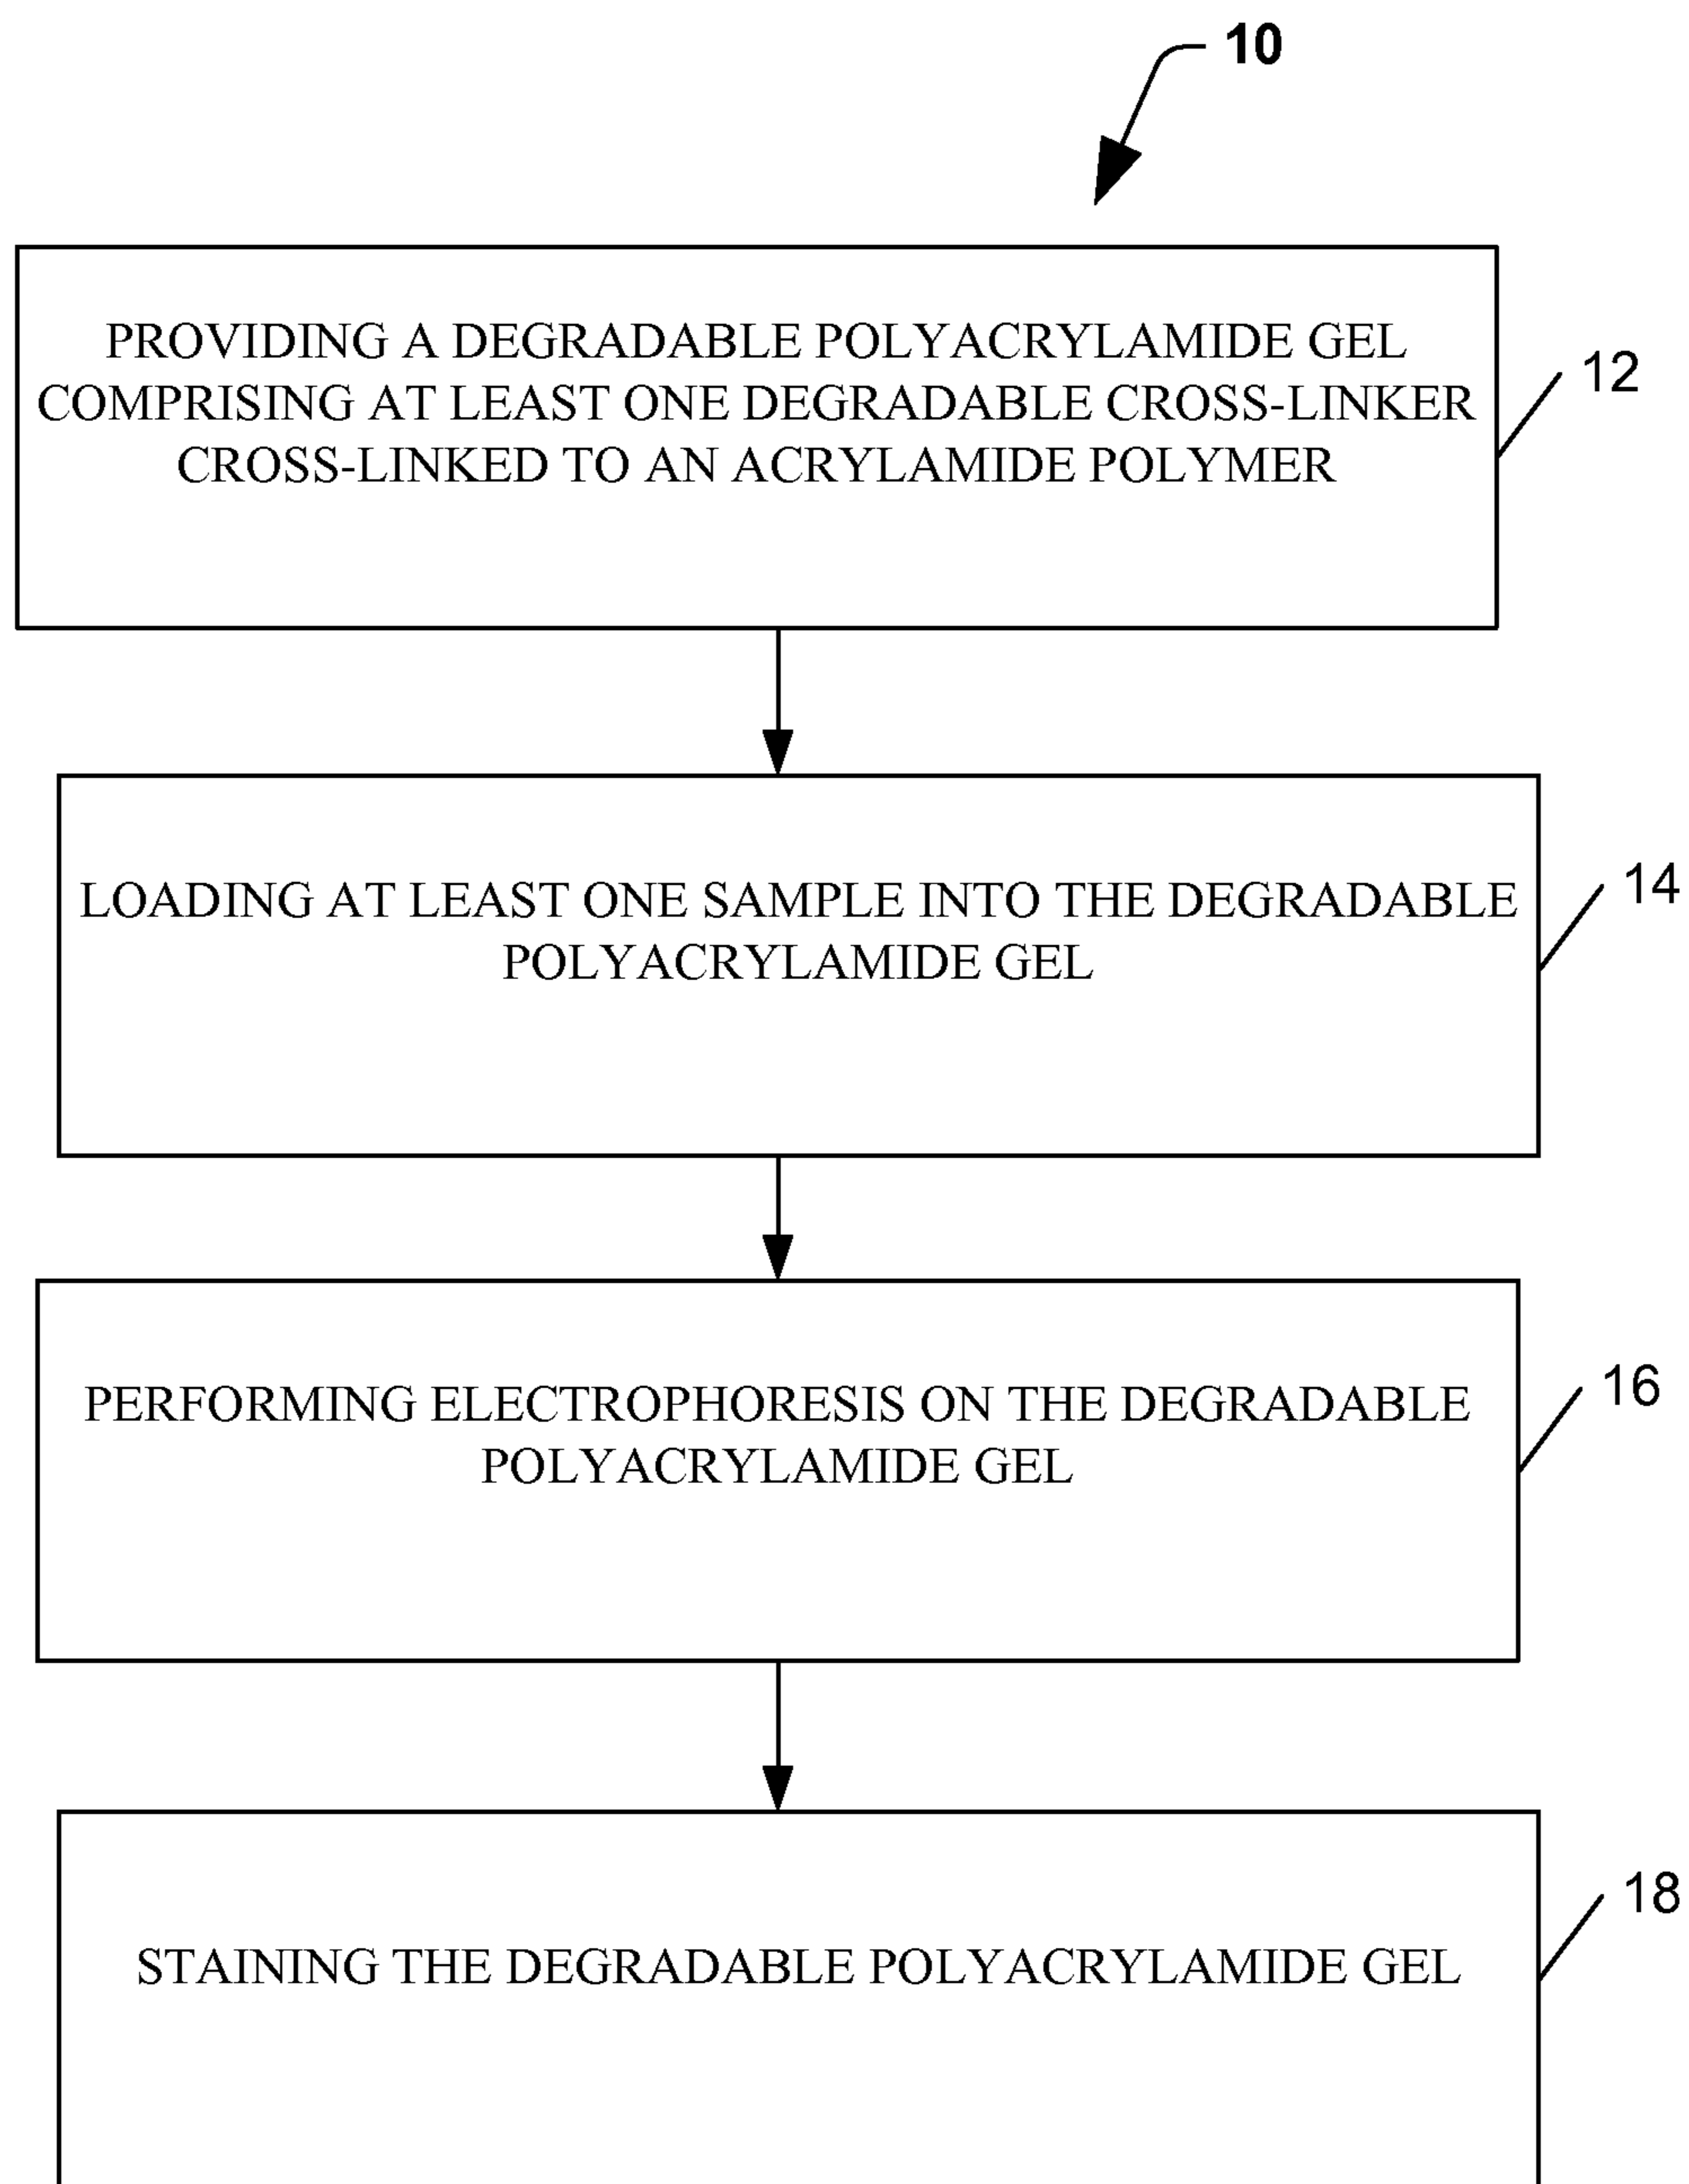 10
PROVIDING A DEGRADABLE POLYACRYLAMIDE GEL
COMPRISING AT LEAST ONE DEGRADABLE CROSS-LINKER
CROSS-LINKED TO AN ACRYLAMIDE POLYMER
12
LOADING AT LEAST ONE SAMPLE INTO THE DEGRADABLE
POLYACRYLAMIDE GEL
14
PERFORMING ELECTROPHORESIS ON THE DEGRADABLE
POLYACRYLAMIDE GEL
16
STAINING THE DEGRADABLE POLYACRYLAMIDE GEL
18